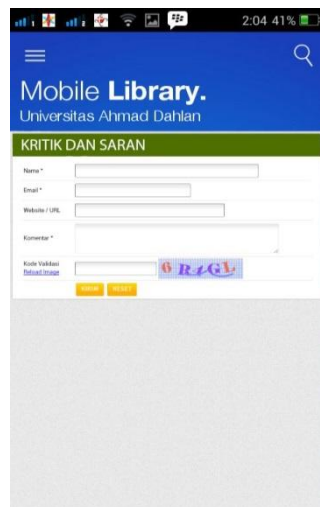 2:04 41%
Mobile Library.
Universitas Ahmad Dahlan
KRITIK DAN SARAN
Nama *
Email *
Website / URL
Komentar *
Kode Validasi
Reload Image
KIRIM RESET